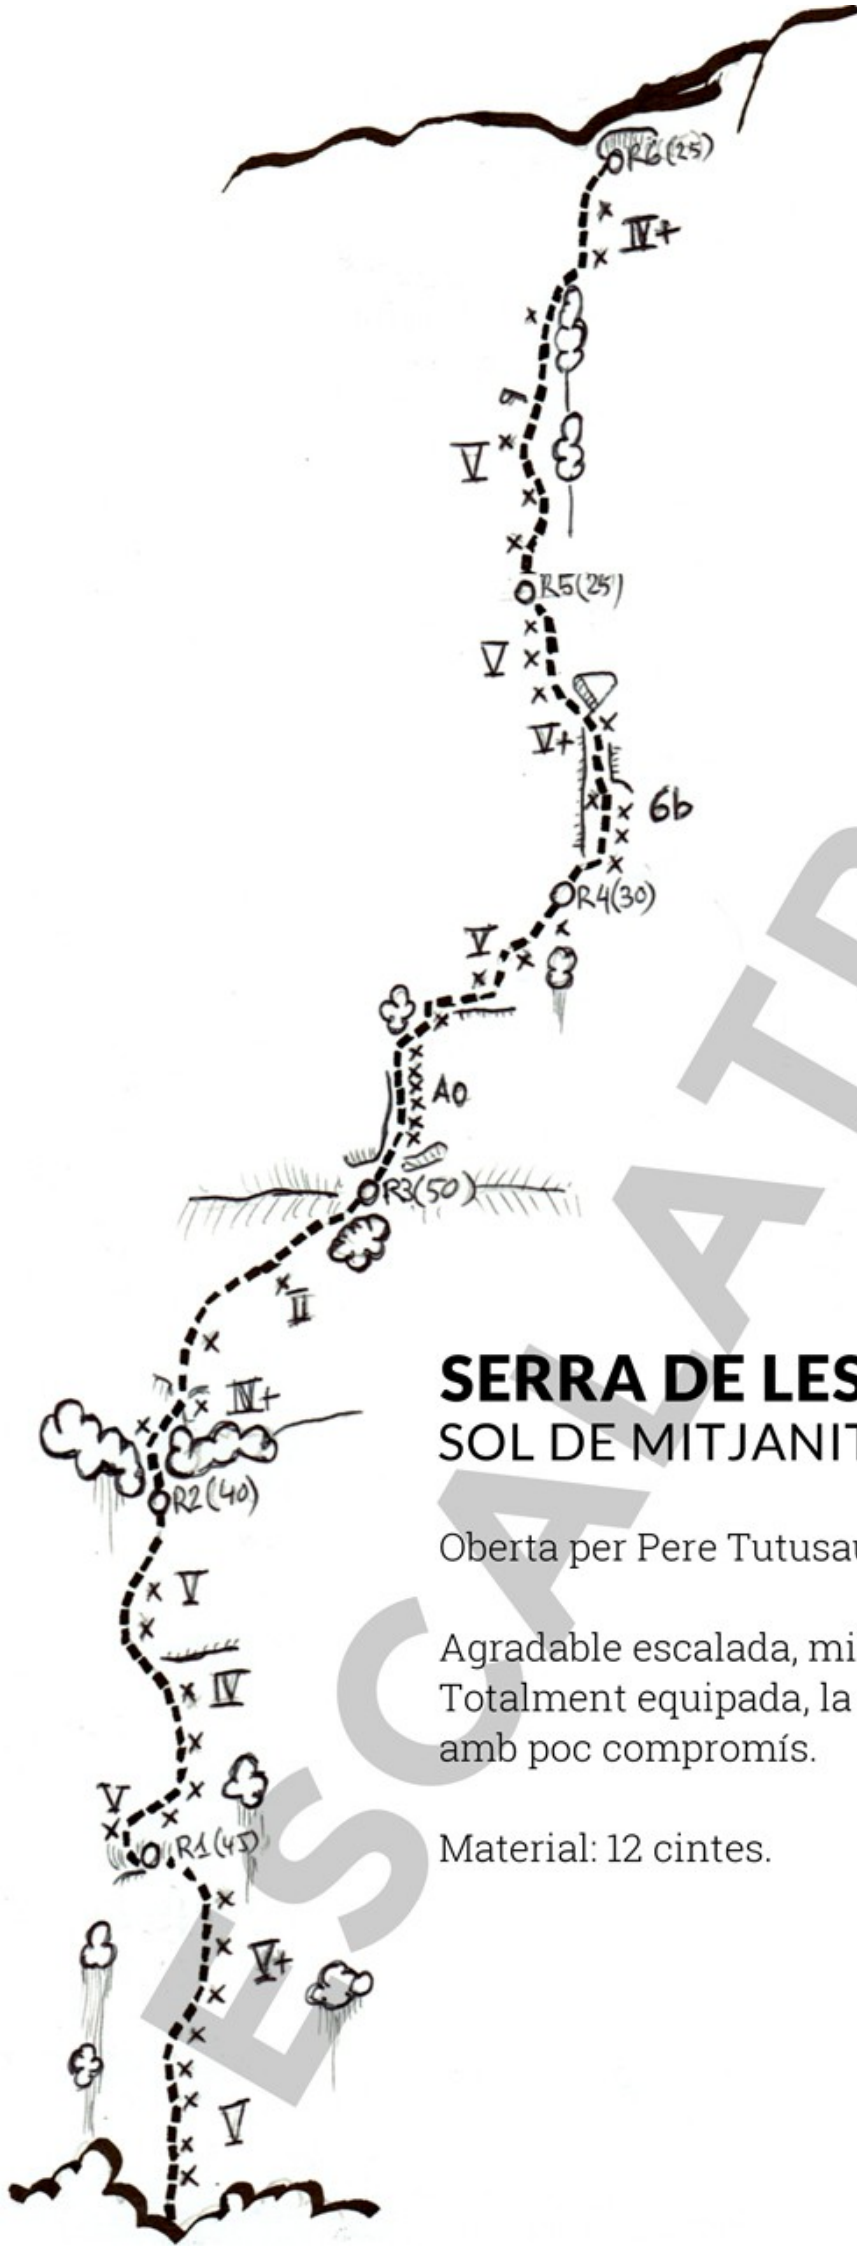 R6(25)
IV+
V
R5(25)
V
V+
6b
R4(30)
V
A0
R3(50)
II
IV+
R2(40)
V
IV
V
R1(45)
V+
V
SERRA DE LES
SOL DE MITJANIT
Oberta per Pere Tutusau
Agradable escalada, mi
Totalment equipada, la
amb poc compromís.
Material: 12 cintes.
ESCALATR